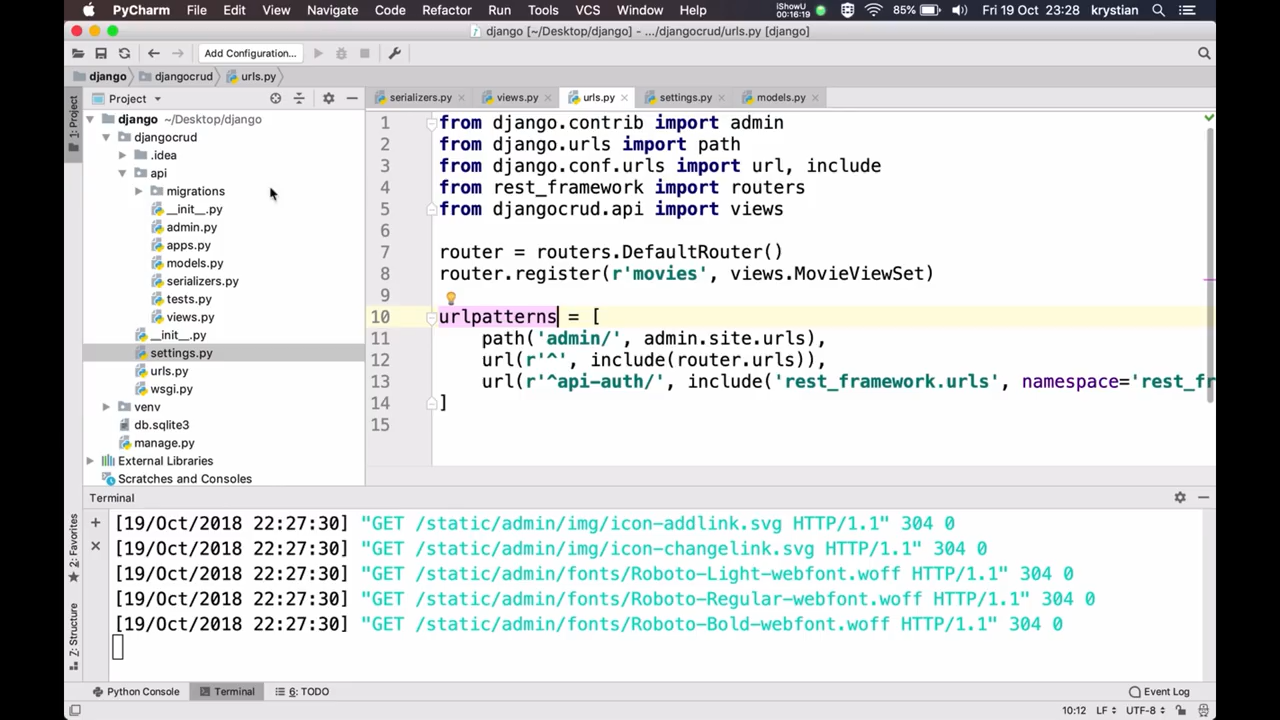 PyCharm File Edit View Navigate Code Refactor Run Tools VCS Window Help iShowU 00:16:19 85% Fri 19 Oct 23:28 krystian
django [~/Desktop/django] - .../djangocrud/urls.py [django]
Add Configuration...
django djangocrud urls.py
1: Project
Project
serializers.py views.py urls.py settings.py models.py
django ~/Desktop/django
djangocrud
.idea
api
migrations
__init__.py
admin.py
apps.py
models.py
serializers.py
tests.py
views.py
__init__.py
settings.py
urls.py
wsgi.py
venv
db.sqlite3
manage.py
External Libraries
Scratches and Consoles
1 from django.contrib import admin
2 from django.urls import path
3 from django.conf.urls import url, include
4 from rest_framework import routers
5 from djangocrud.api import views
6
7 router = routers.DefaultRouter()
8 router.register(r'movies', views.MovieViewSet)
9
10 urlpatterns = [
11 path('admin/', admin.site.urls),
12 url(r'^', include(router.urls)),
13 url(r'^api-auth/', include('rest_framework.urls', namespace='rest_fr
14 ]
15
Terminal
2: Favorites
7: Structure
[19/Oct/2018 22:27:30] "GET /static/admin/img/icon-addlink.svg HTTP/1.1" 304 0
[19/Oct/2018 22:27:30] "GET /static/admin/img/icon-changelink.svg HTTP/1.1" 304 0
[19/Oct/2018 22:27:30] "GET /static/admin/fonts/Roboto-Light-webfont.woff HTTP/1.1" 304 0
[19/Oct/2018 22:27:30] "GET /static/admin/fonts/Roboto-Regular-webfont.woff HTTP/1.1" 304 0
[19/Oct/2018 22:27:30] "GET /static/admin/fonts/Roboto-Bold-webfont.woff HTTP/1.1" 304 0
Python Console Terminal 6: TODO Event Log
10:12 LF UTF-8